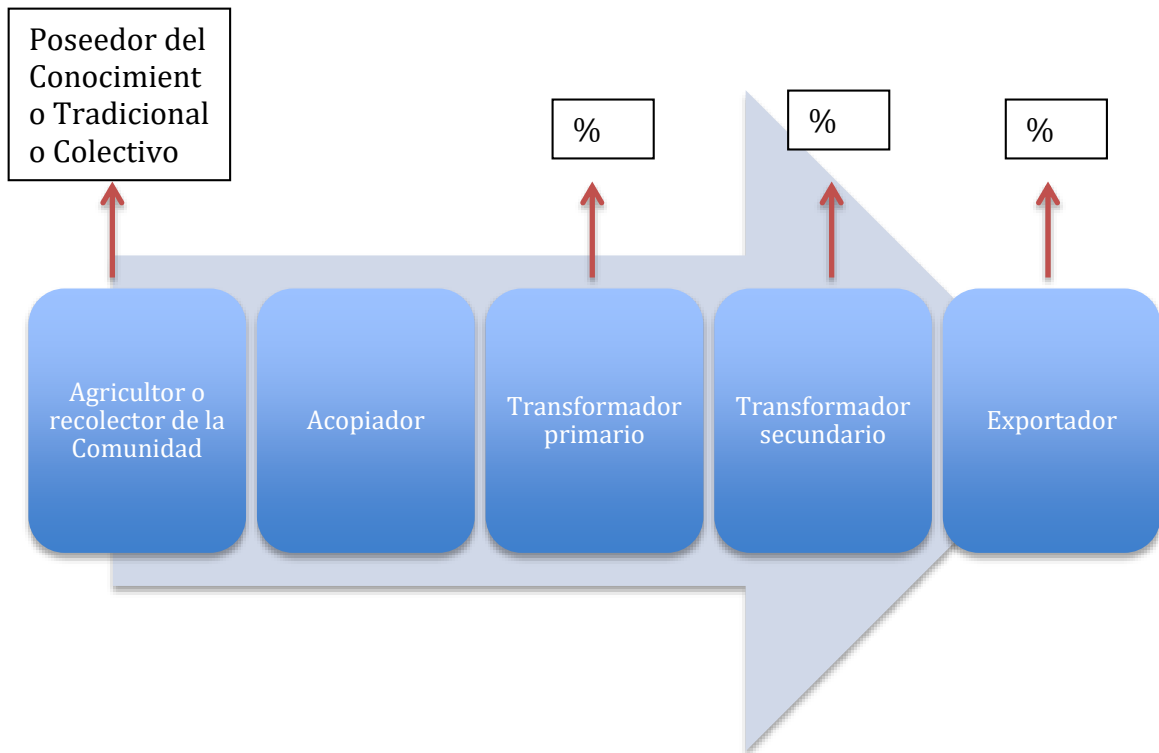 Poseedor del
Conocimient
o Tradicional
o Colectivo
%
%
%
Agricultor o
recolector de la
Comunidad
Acopiador
Transformador
primario
Transformador
secundario
Exportador